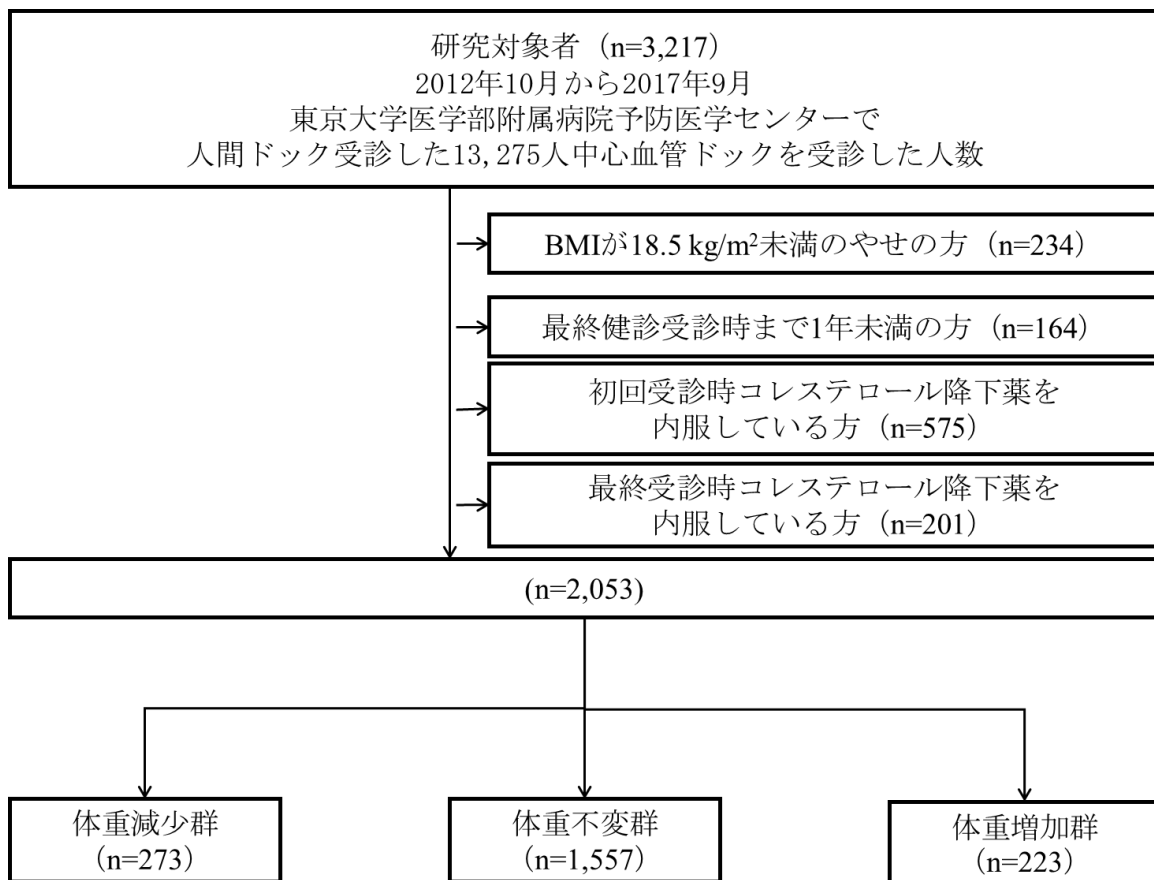 研究対象者（n=3,217）
2012年10月から2017年9月
東京大学医学部附属病院予防医学センターで
人間ドック受診した13,275人中心血管ドックを受診した人数
BMIが18.5 kg/m²未満のやせの方（n=234）
最終健診受診時まで1年未満の方（n=164）
初回受診時コレステロール降下薬を
内服している方（n=575）
最終受診時コレステロール降下薬を
内服している方（n=201）
(n=2,053)
体重減少群
(n=273)
体重不変群
(n=1,557)
体重増加群
(n=223)